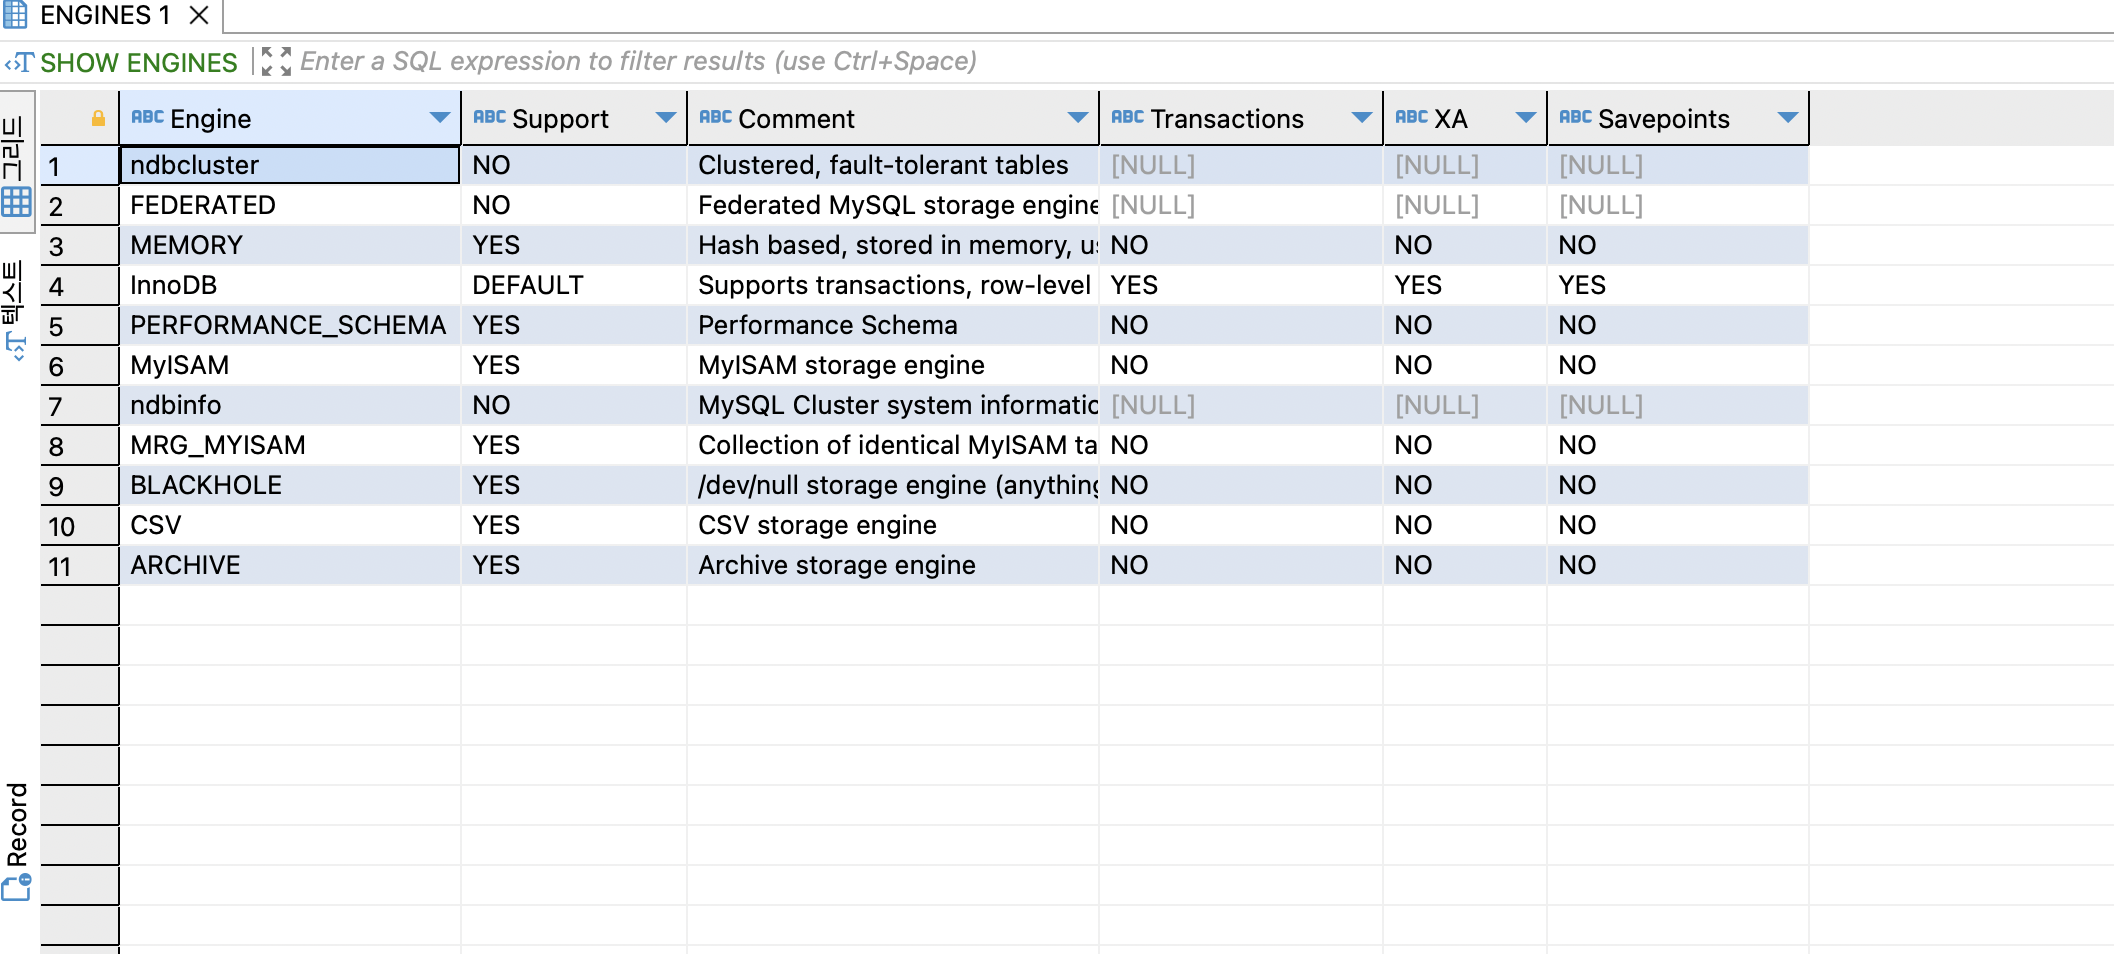 ENGINES 1
SHOW ENGINES Enter a SQL expression to filter results (use Ctrl+Space)
ABC Engine ABC Support ABC Comment ABC Transactions ABC XA ABC Savepoints
1 ndbcluster NO Clustered, fault-tolerant tables [NULL] [NULL] [NULL]
2 FEDERATED NO Federated MySQL storage engine [NULL] [NULL] [NULL]
3 MEMORY YES Hash based, stored in memory, us NO NO NO
4 InnoDB DEFAULT Supports transactions, row-level YES YES YES
5 PERFORMANCE_SCHEMA YES Performance Schema NO NO NO
6 MyISAM YES MyISAM storage engine NO NO NO
7 ndbinfo NO MySQL Cluster system informatic [NULL] [NULL] [NULL]
8 MRG_MYISAM YES Collection of identical MyISAM ta NO NO NO
9 BLACKHOLE YES /dev/null storage engine (anything NO NO NO
10 CSV YES CSV storage engine NO NO NO
11 ARCHIVE YES Archive storage engine NO NO NO
그리드
텍스트
Record